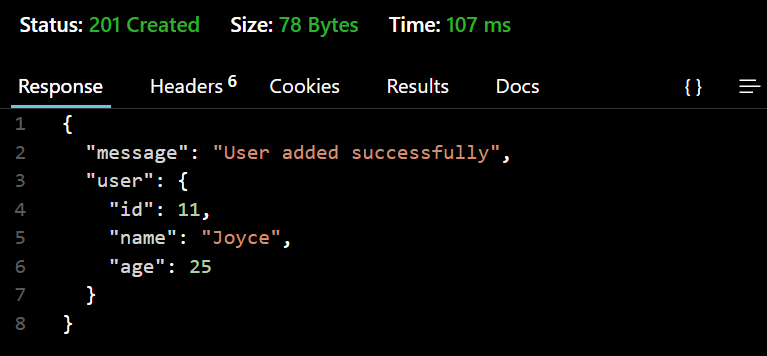 Status: 201 Created Size: 78 Bytes Time: 107 ms
Response Headers 6 Cookies Results Docs { }
1 {
2 "message": "User added successfully",
3 "user": {
4 "id": 11,
5 "name": "Joyce",
6 "age": 25
7 }
8 }